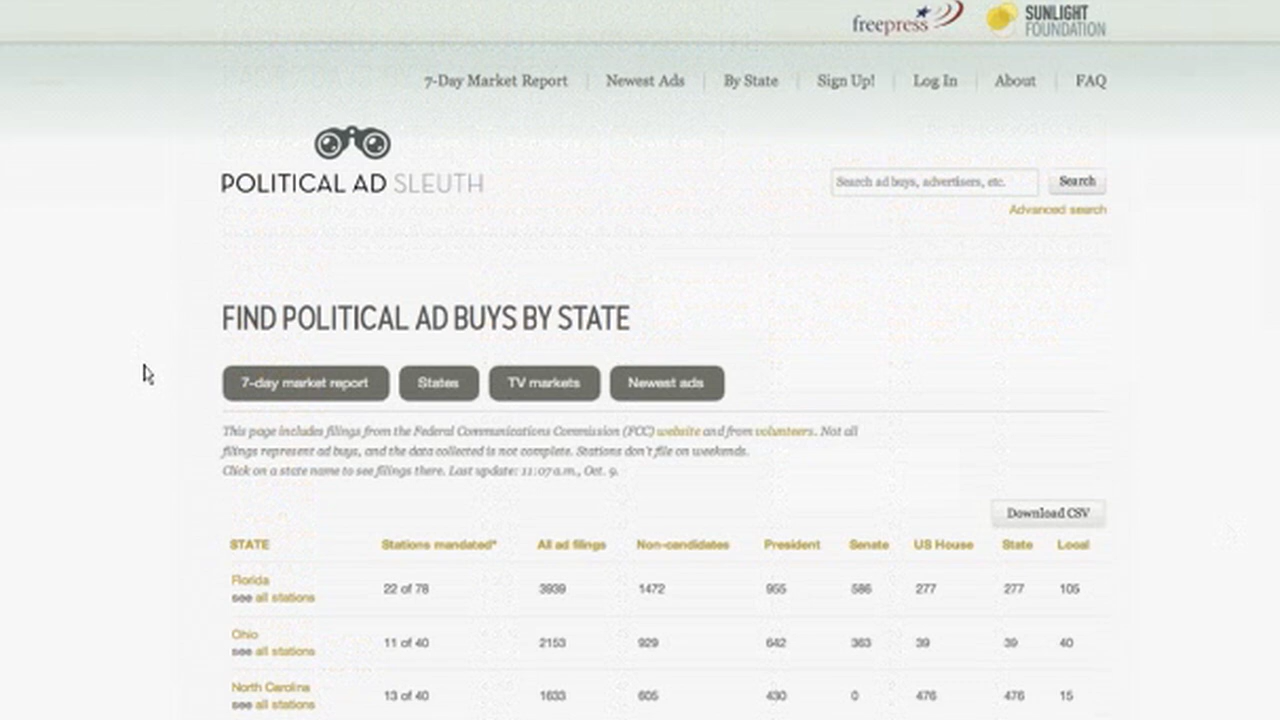 freepress
SUNLIGHT
FOUNDATION
7-Day Market Report | Newest Ads | By State | Sign Up! | Log In | About | FAQ
POLITICAL AD SLEUTH
Search ad buys, advertisers, etc. Search
Advanced search
FIND POLITICAL AD BUYS BY STATE
7-day market report States TV markets Newest ads
This page includes filings from the Federal Communications Commission (FCC) website and from volunteers. Not all
filings represent ad buys, and the data collected is not complete. Stations don't file on weekends.
Click on a state name to see filings there. Last update: 11:07 a.m., Oct. 9.
Download CSV
STATE Stations mandated* All ad filings Non-candidates President Senate US House State Local
Florida
see all stations 22 of 78 3939 1472 955 586 277 277 105
Ohio
see all stations 11 of 40 2153 929 642 363 39 39 40
North Carolina
see all stations 13 of 40 1633 605 430 0 476 476 15